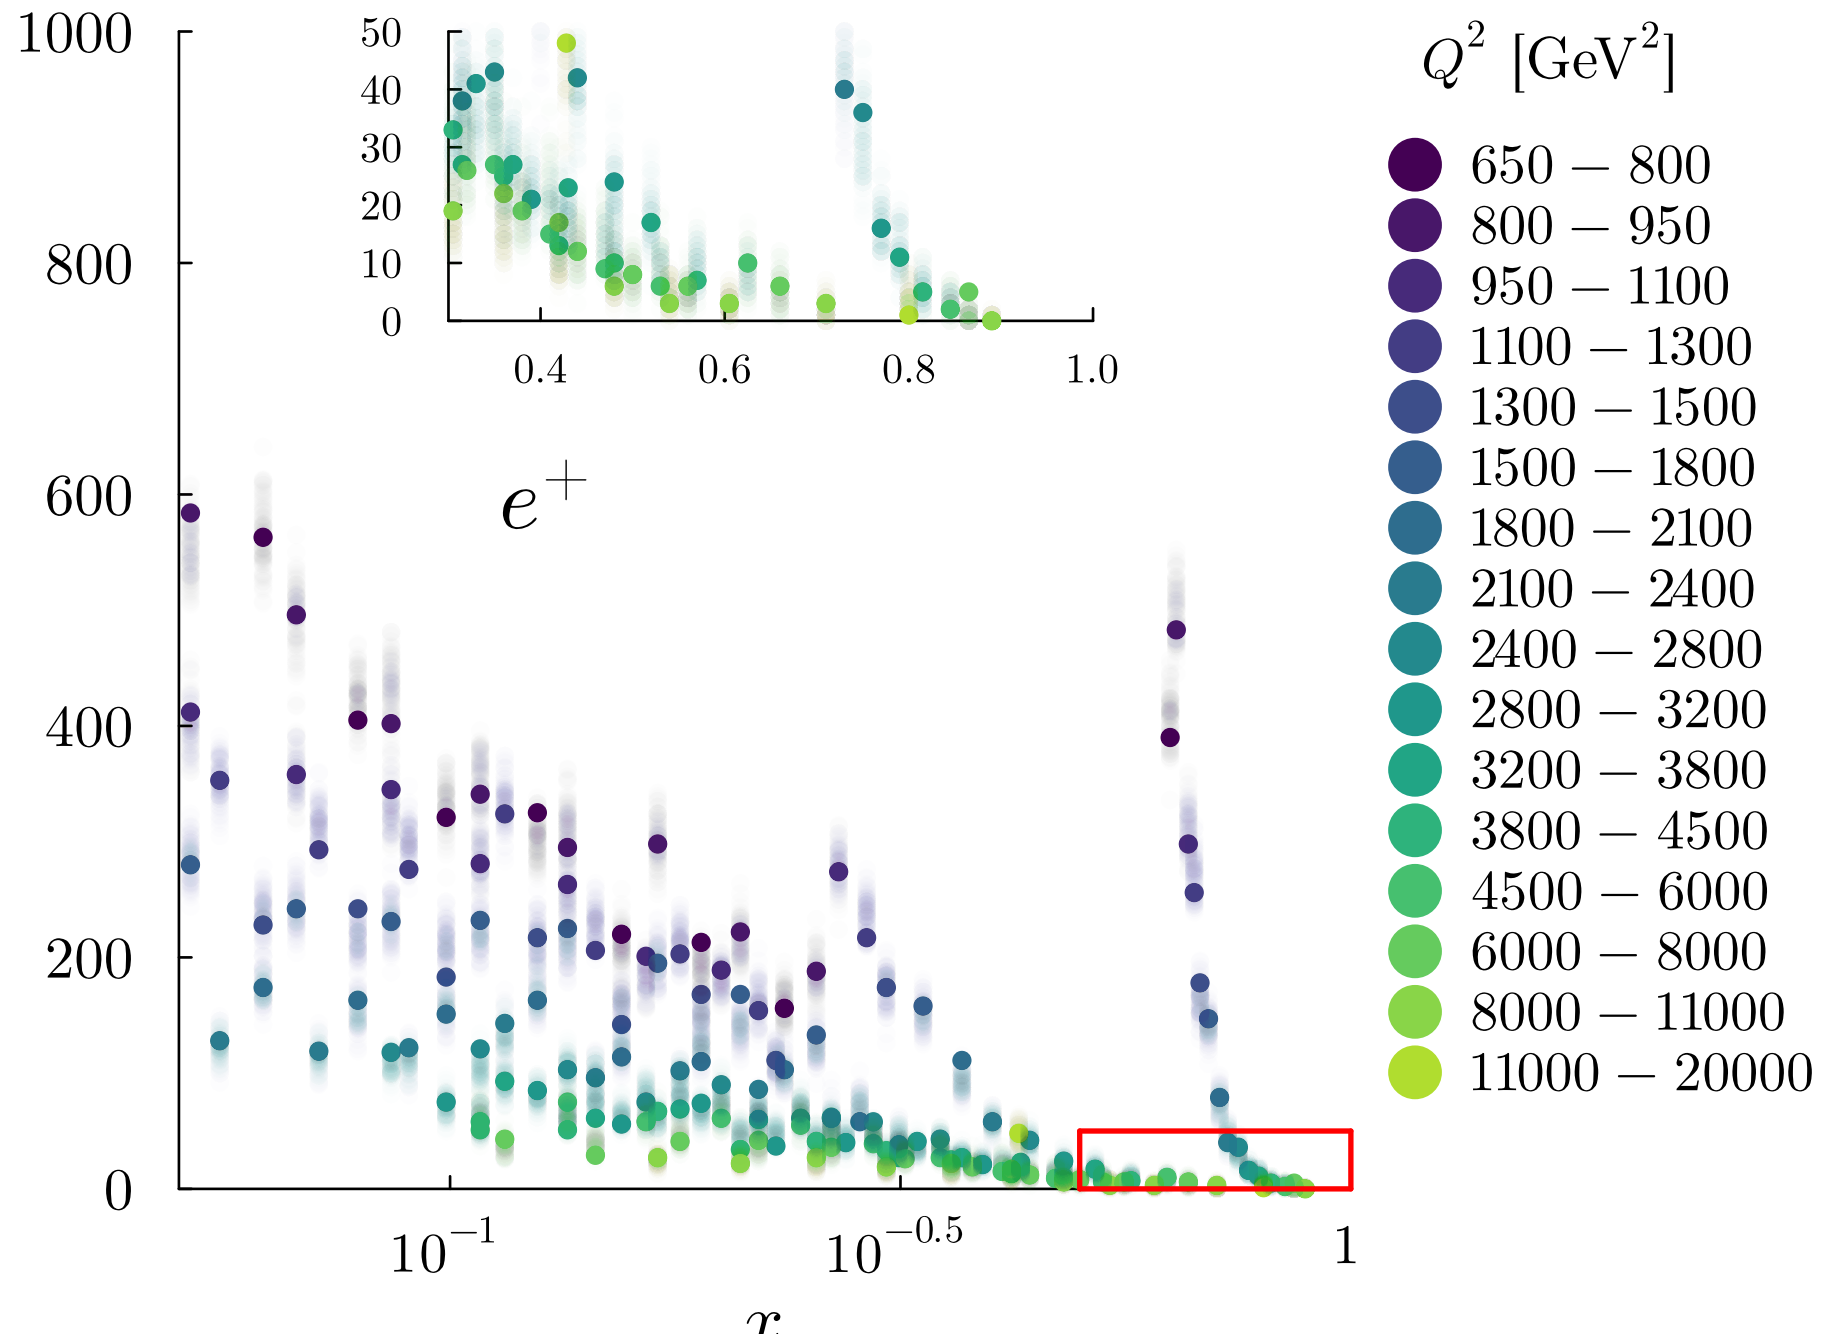 1000
800
600
400
200
0
50
40
30
20
10
0
0.4 0.6 0.8 1.0
e⁺
10⁻¹ 10⁻⁰·⁵ 1
x
Q² [GeV²]
650 − 800
800 − 950
950 − 1100
1100 − 1300
1300 − 1500
1500 − 1800
1800 − 2100
2100 − 2400
2400 − 2800
2800 − 3200
3200 − 3800
3800 − 4500
4500 − 6000
6000 − 8000
8000 − 11000
11000 − 20000